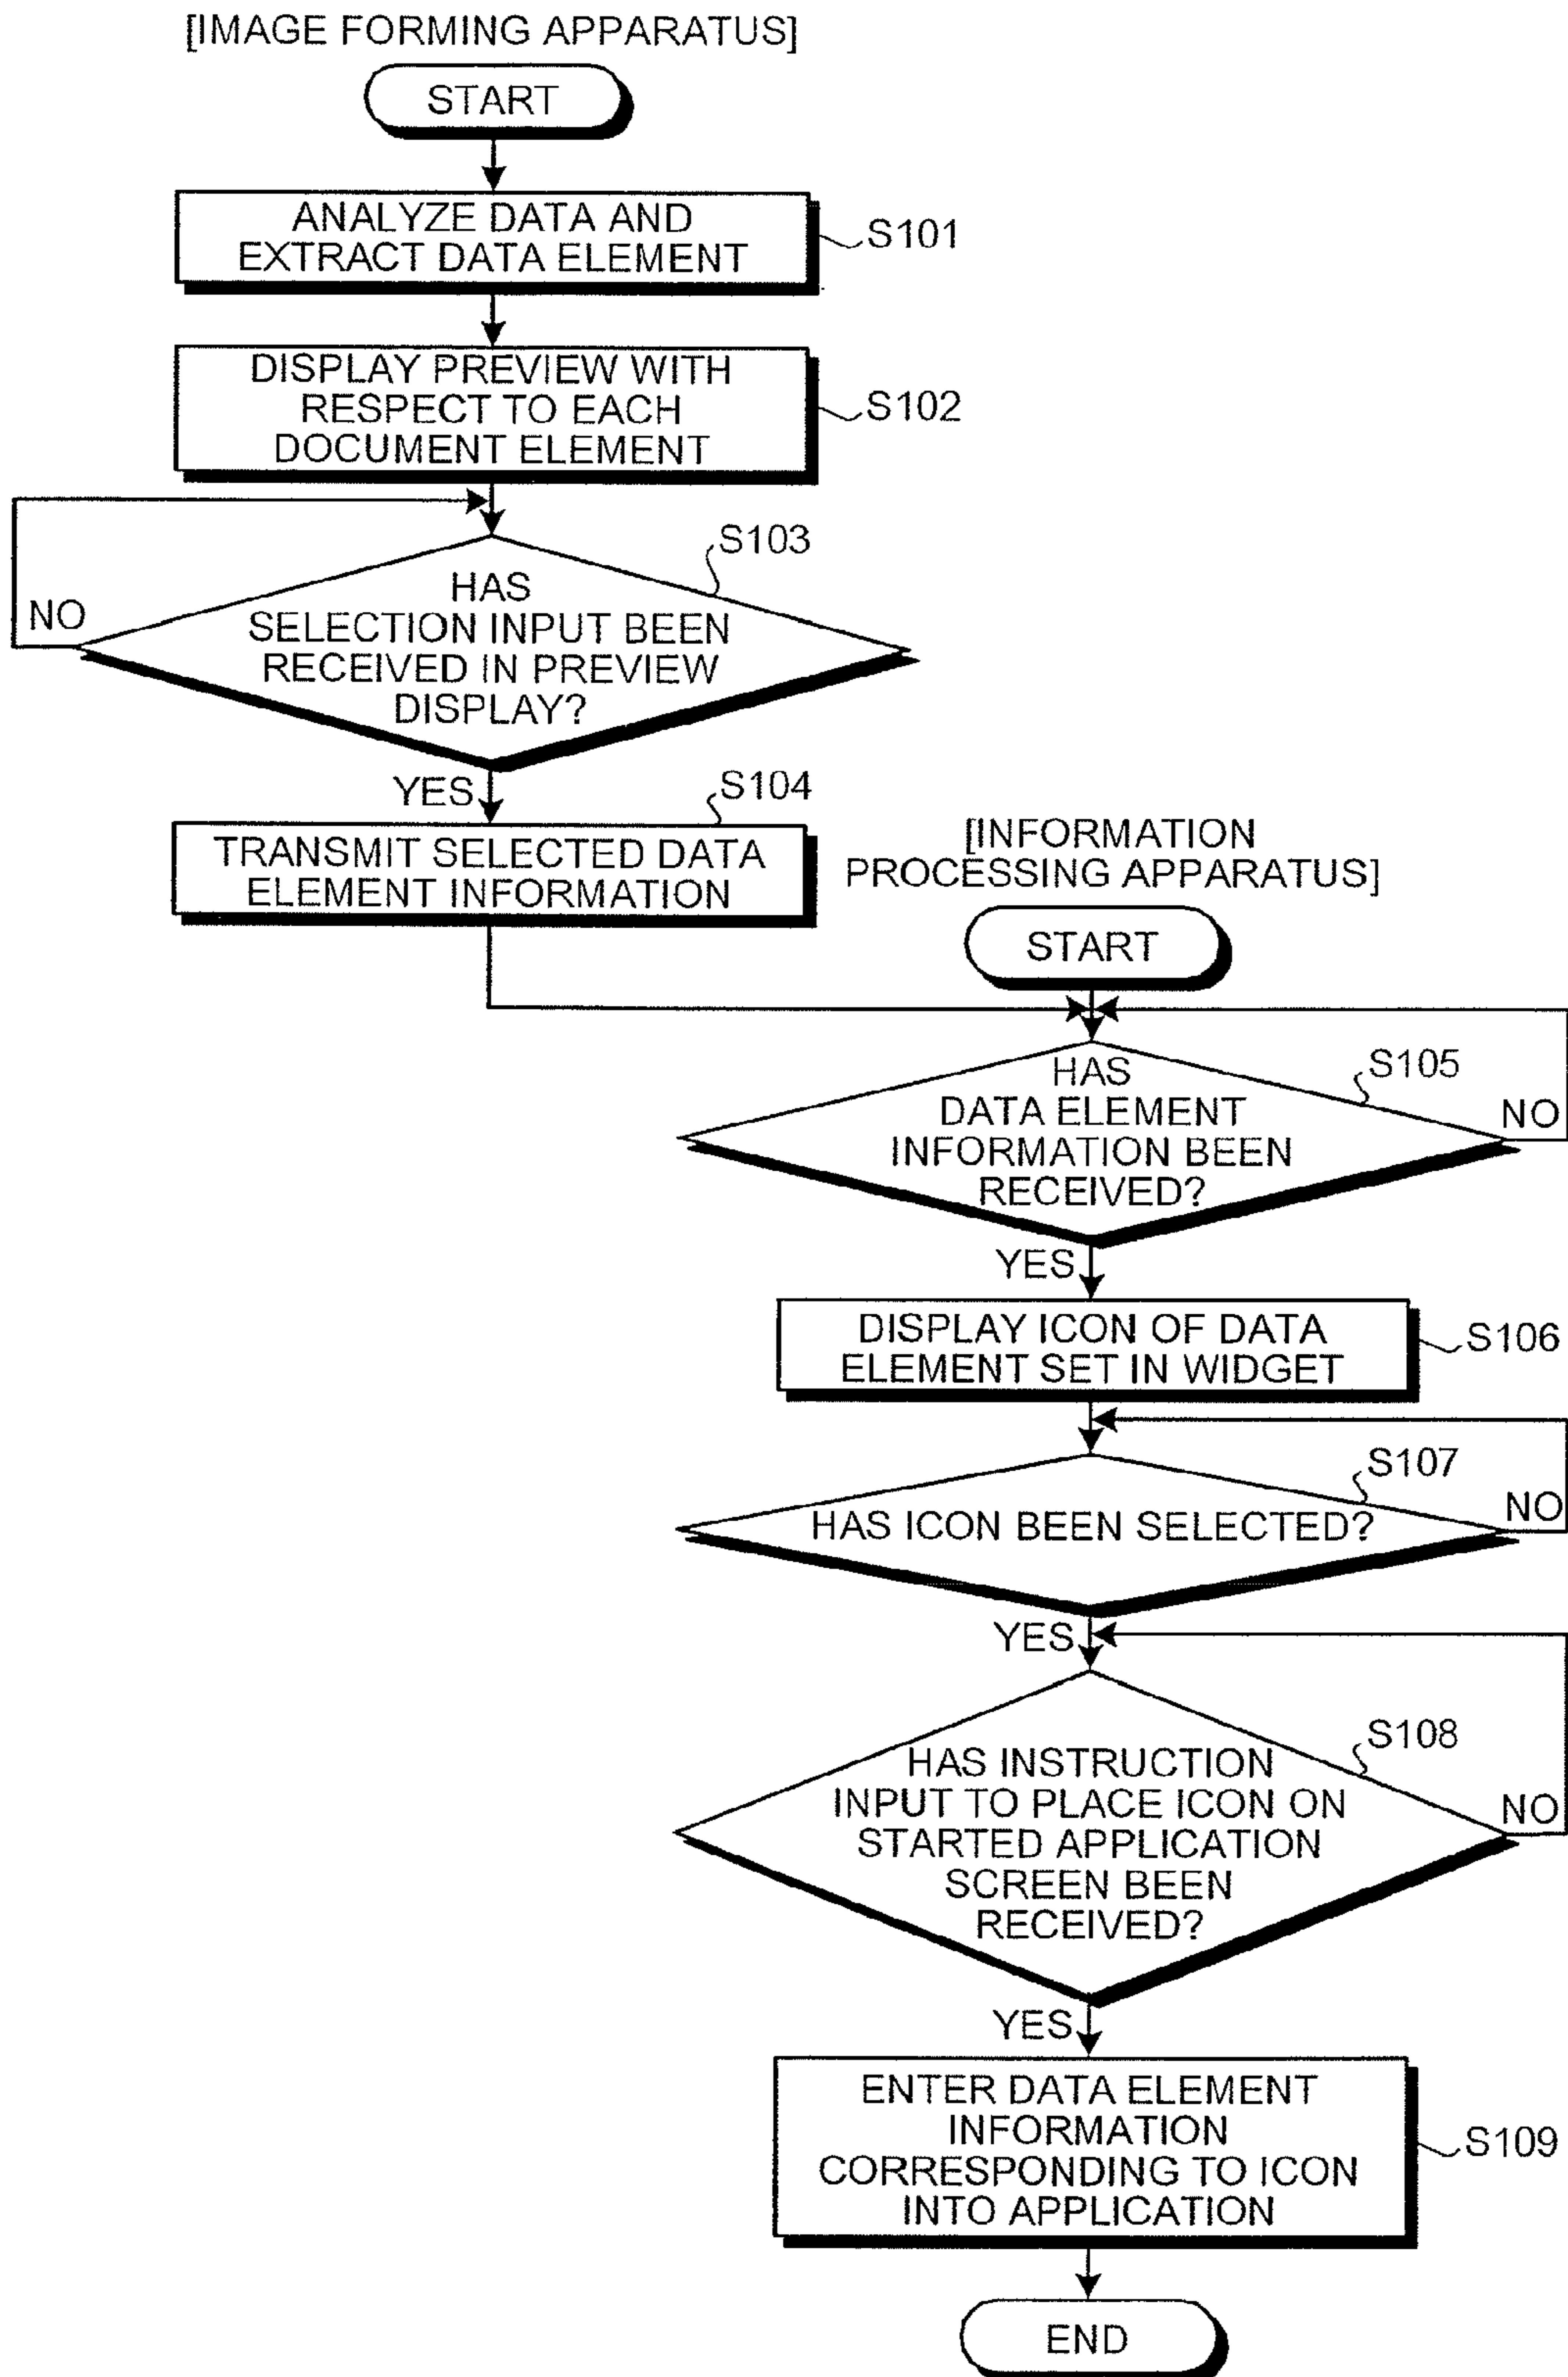 [IMAGE FORMING APPARATUS]
START
ANALYZE DATA AND
EXTRACT DATA ELEMENT
S101
DISPLAY PREVIEW WITH
RESPECT TO EACH
DOCUMENT ELEMENT
S102
S103
HAS
SELECTION INPUT BEEN
RECEIVED IN PREVIEW
DISPLAY?
NO
YES
S104
TRANSMIT SELECTED DATA
ELEMENT INFORMATION
[INFORMATION
PROCESSING APPARATUS]
START
S105
HAS
DATA ELEMENT
INFORMATION BEEN
RECEIVED?
NO
YES
DISPLAY ICON OF DATA
ELEMENT SET IN WIDGET
S106
S107
HAS ICON BEEN SELECTED?
NO
YES
S108
HAS INSTRUCTION
INPUT TO PLACE ICON ON
STARTED APPLICATION
SCREEN BEEN
RECEIVED?
NO
YES
ENTER DATA ELEMENT
INFORMATION
CORRESPONDING TO ICON
INTO APPLICATION
S109
END